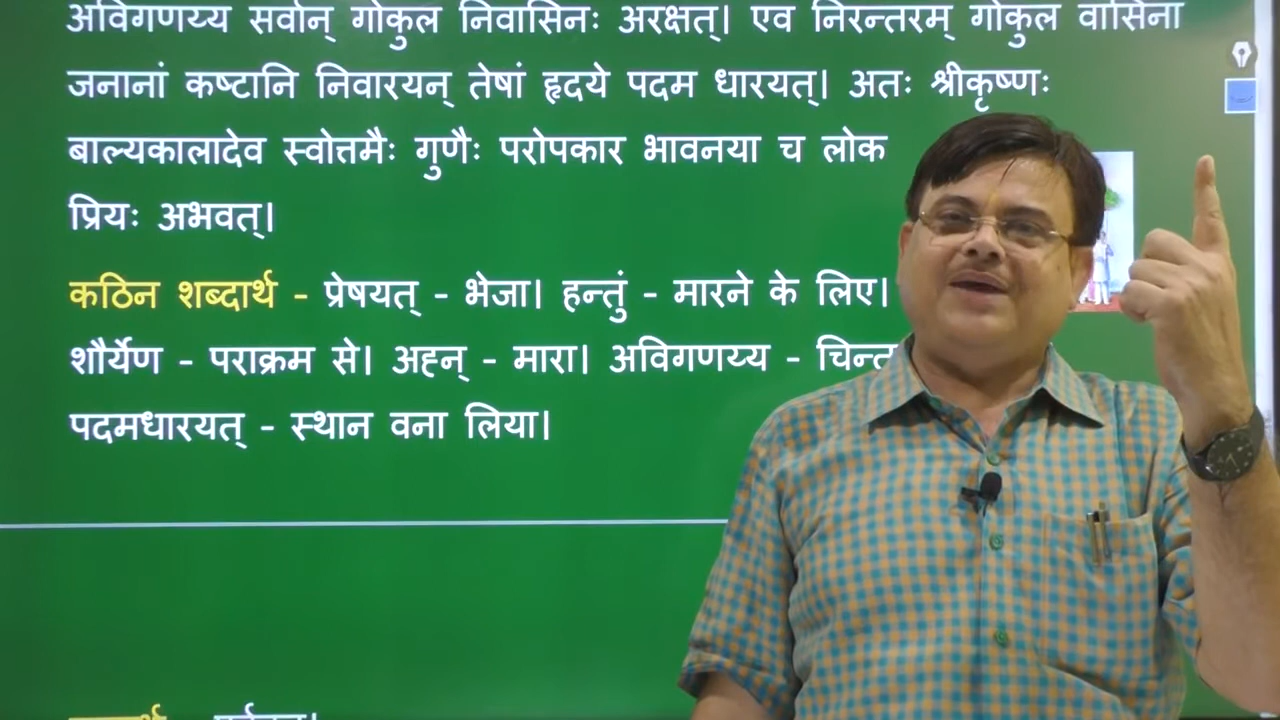 अविगणय्य सर्वान् गोकुल निवासिनः अरक्षत्। एव निरन्तरम् गोकुल वासिना
जनानां कष्टानि निवारयन् तेषां हृदये पदम धारयत्। अतः श्रीकृष्णः
बाल्यकालादेव स्वोत्तमैः गुणैः परोपकार भावनया च लोक
प्रियः अभवत्।
कठिन शब्दार्थ - प्रेषयत् - भेजा। हन्तुं - मारने के लिए।
शौर्येण - पराक्रम से। अह्न् - मारा। अविगणय्य -
पदमधारयत् - स्थान वना लिया।